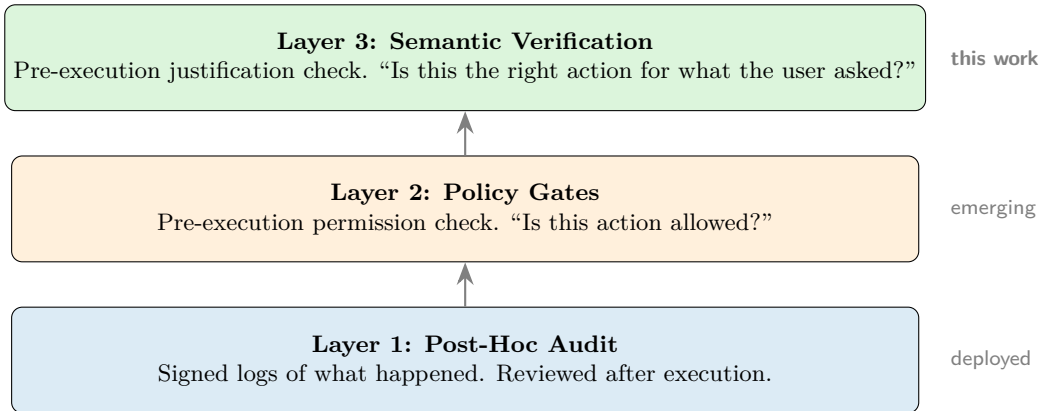 Layer 3: Semantic Verification
Pre-execution justification check. “Is this the right action for what the user asked?”
this work
Layer 2: Policy Gates
Pre-execution permission check. “Is this action allowed?”
emerging
Layer 1: Post-Hoc Audit
Signed logs of what happened. Reviewed after execution.
deployed